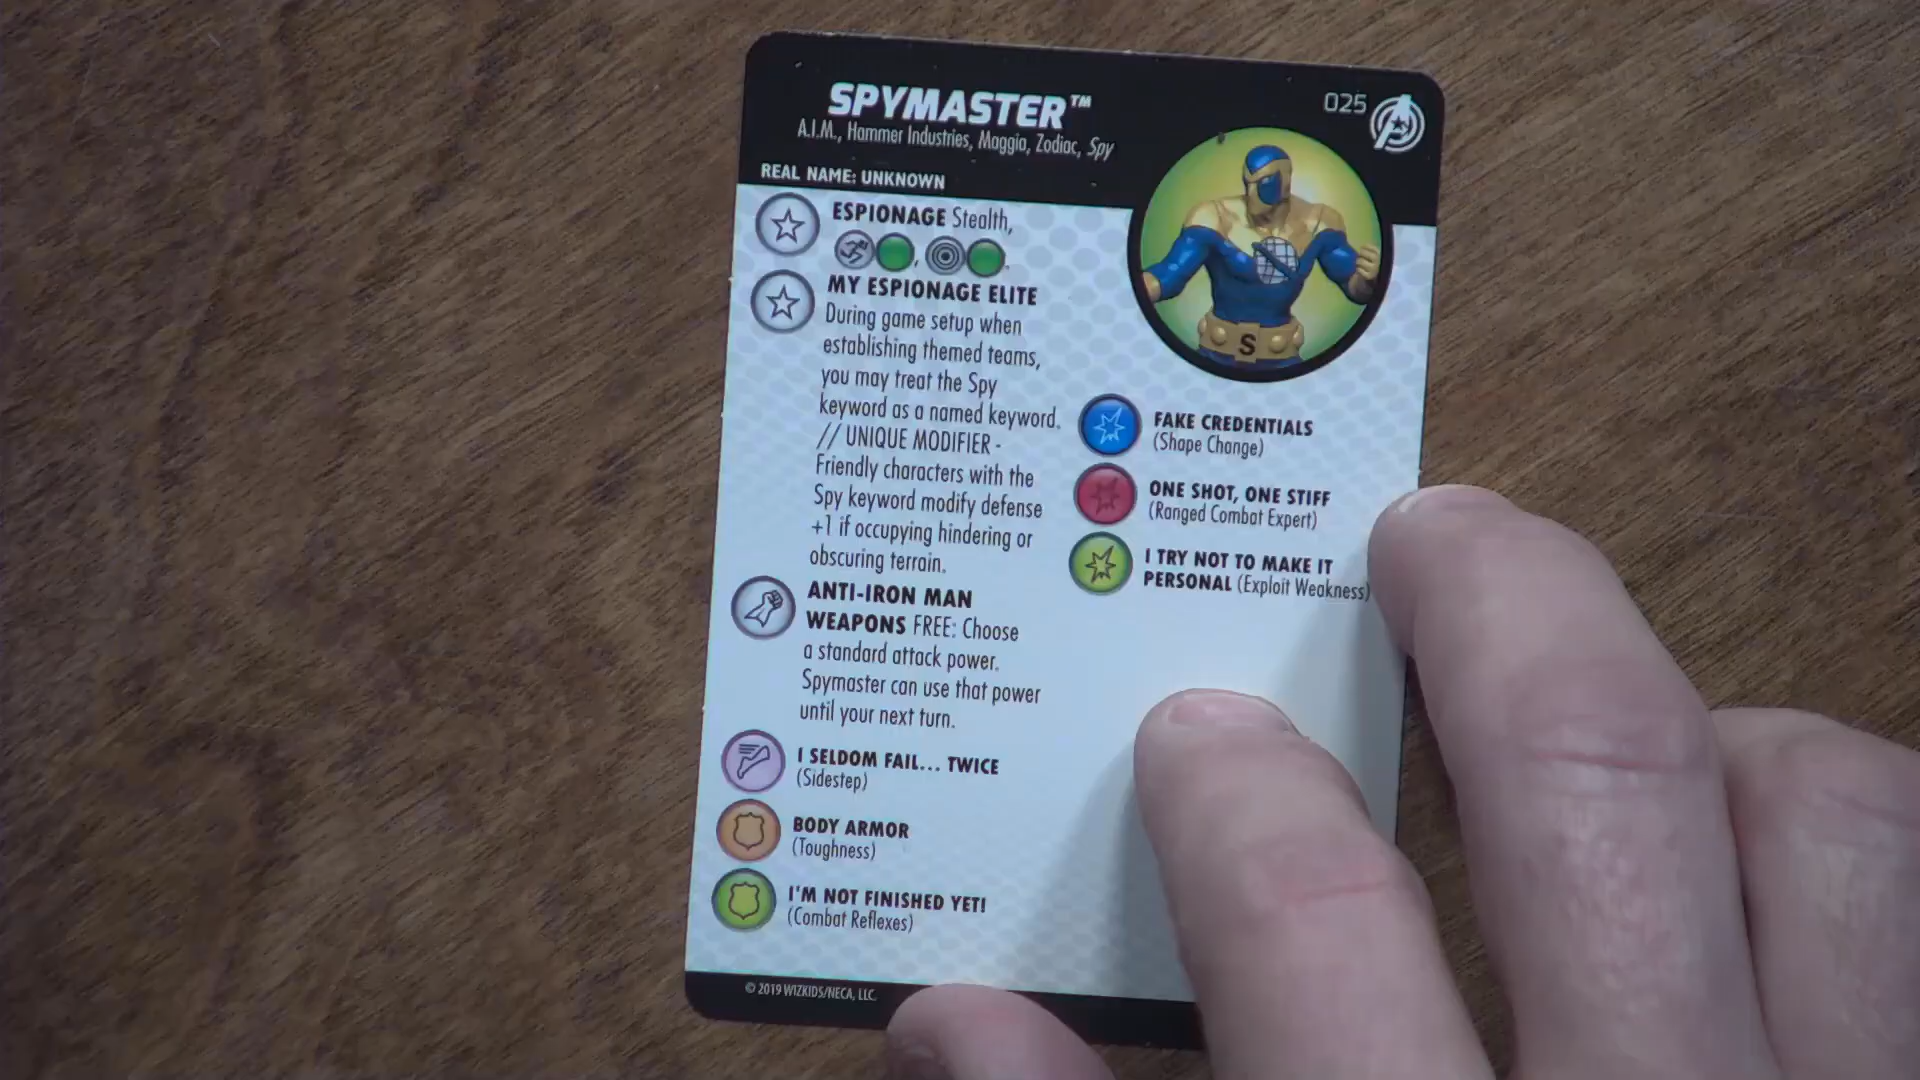 SPYMASTER™
A.I.M., Hammer Industries, Maggia, Zodiac, Spy
025
REAL NAME: UNKNOWN
ESPIONAGE Stealth,
, .
MY ESPIONAGE ELITE
During game setup when
establishing themed teams,
you may treat the Spy
keyword as a named keyword.
// UNIQUE MODIFIER -
Friendly characters with the
Spy keyword modify defense
+1 if occupying hindering or
obscuring terrain.
ANTI-IRON MAN
WEAPONS FREE: Choose
a standard attack power.
Spymaster can use that power
until your next turn.
I SELDOM FAIL... TWICE
(Sidestep)
BODY ARMOR
(Toughness)
I'M NOT FINISHED YET!
(Combat Reflexes)
S
FAKE CREDENTIALS
(Shape Change)
ONE SHOT, ONE STIFF
(Ranged Combat Expert)
I TRY NOT TO MAKE IT
PERSONAL (Exploit Weakness)
© 2019 WIZKIDS/NECA, LLC.